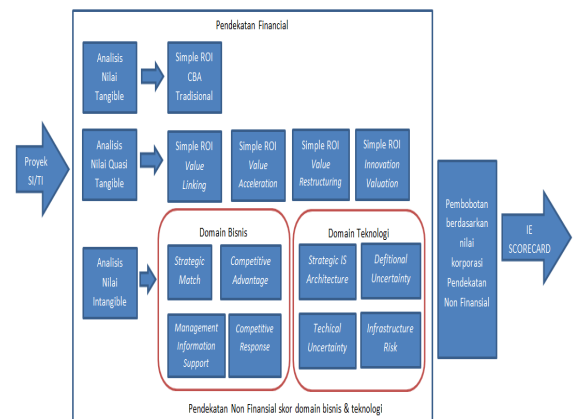 Pendekatan Financial
Proyek
SI/TI
Analisis
Nilai
Tangible
Simple ROI
CBA
Tradisional
Analisis
Nilai Quasi
Tangible
Simple ROI
Value
Linking
Simple ROI
Value
Acceleration
Simple ROI
Value
Restructuring
Simple ROI
Innovation
Valuation
Analisis
Nilai
Intangible
Domain Bisnis
Strategic
Match
Competitive
Advantage
Management
Information
Support
Competitive
Response
Domain Teknologi
Strategic IS
Architecture
Defitional
Uncertainty
Techical
Uncertainty
Infrastructure
Risk
Pendekatan Non Finansial skor domain bisnis & teknologi
Pembobotan
berdasarkan
nilai
korporasi
Pendekatan
Non Finansial
IE
SCORECARD